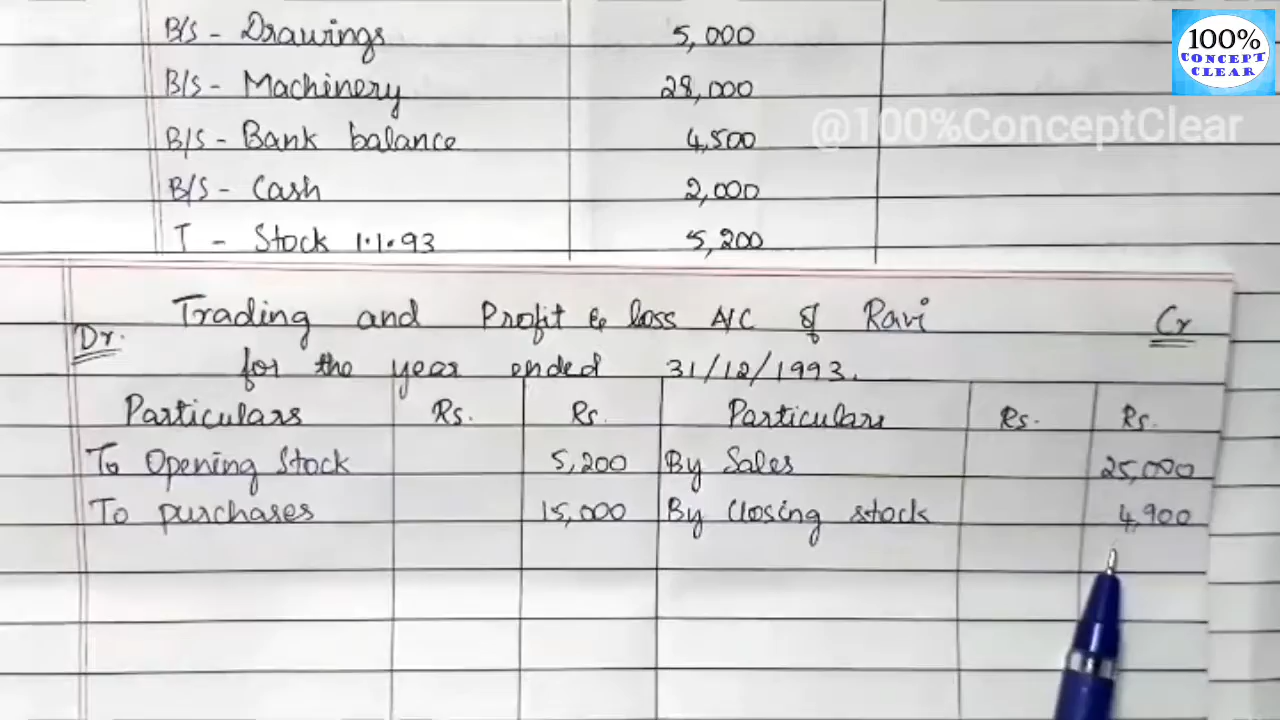 B/S - Drawings 5,000
100%
CONCEPT
CLEAR
B/S - Machinery 28,000
@100%ConceptClear
B/S - Bank balance 4,500
B/S - Cash 2,000
T - Stock 1.1.93 5,200
Trading and Profit & loss A/C of Ravi
Dr. Cr
for the year ended 31/12/1993.
Particulars Rs. Rs. Particulars Rs. Rs.
To Opening Stock 5,200 By Sales 25,000
To purchases 15,000 By Closing stock 4,900